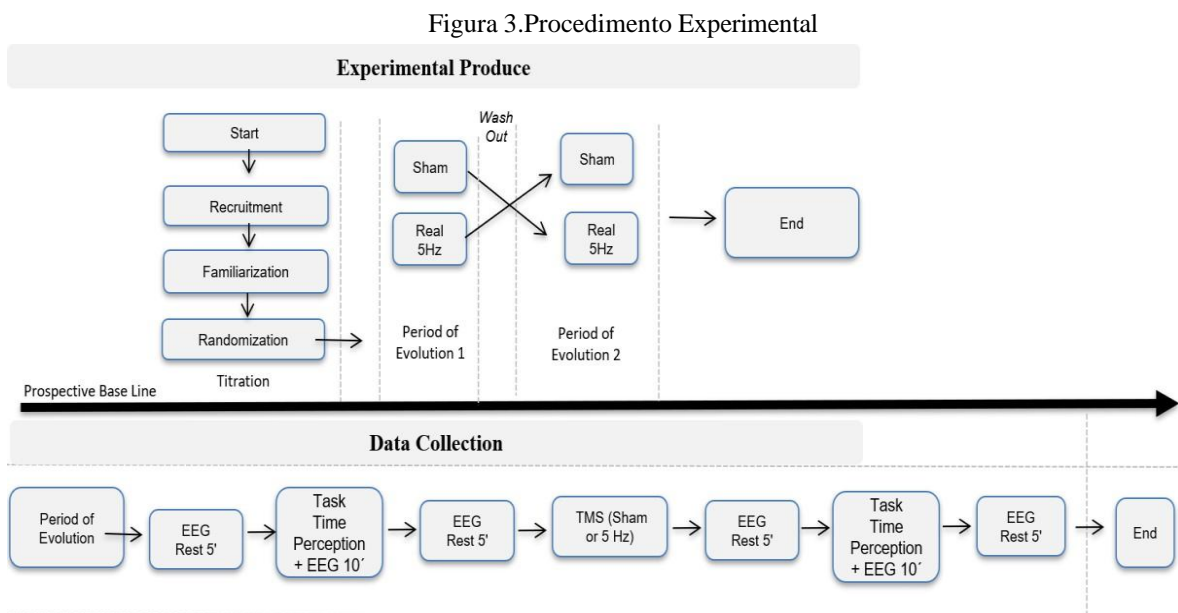 Figura 3.Procedimento Experimental
Experimental Produce
Start
Recruitment
Familiarization
Randomization
Titration
Sham
Real
5Hz
Period of
Evolution 1
Wash
Out
Sham
Real
5Hz
Period of
Evolution 2
End
Prospective Base Line
Data Collection
Period of
Evolution
EEG
Rest 5'
Task
Time
Perception
+ EEG 10´
EEG
Rest 5'
TMS (Sham
or 5 Hz)
EEG
Rest 5'
Task
Time
Perception
+ EEG 10´
EEG
Rest 5'
End